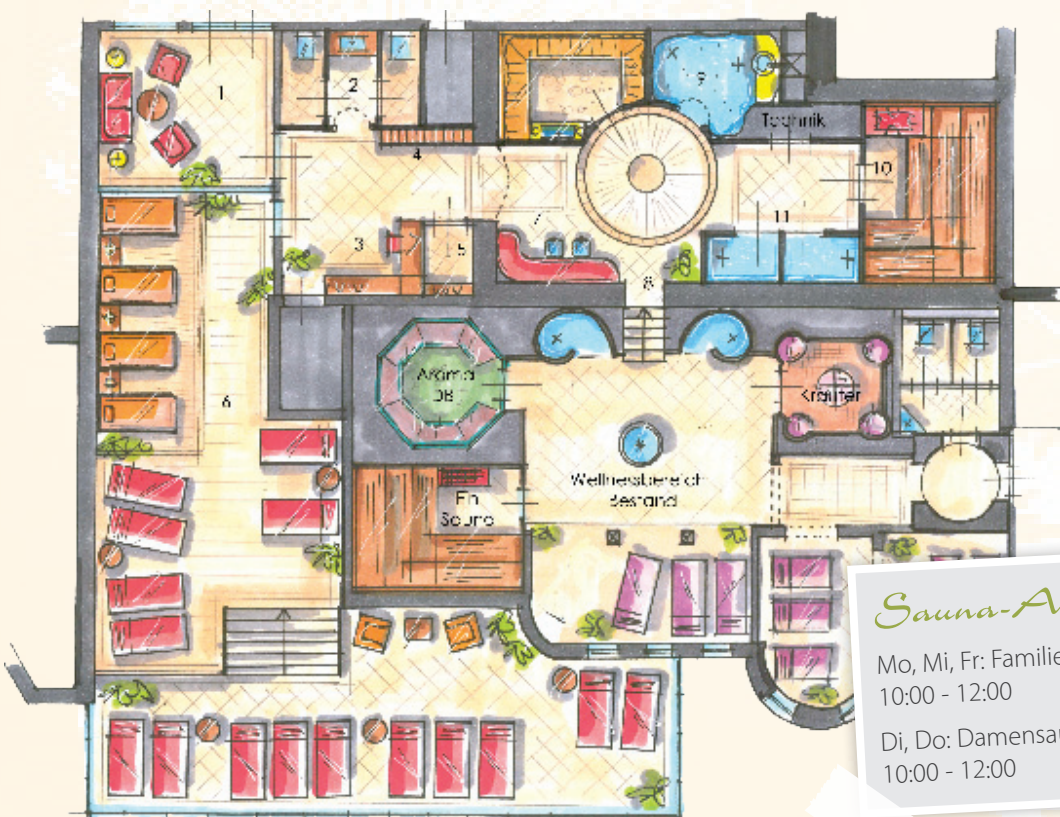 1
2
9
Technik
4
10
7
11
3
5
8
Aroma
DB
Kräuter
6
Wellnessbereich
Bestand
Fin
Sauna
Sauna-A
Mo, Mi, Fr: Familie
10:00 - 12:00
Di, Do: Damensau
10:00 - 12:00